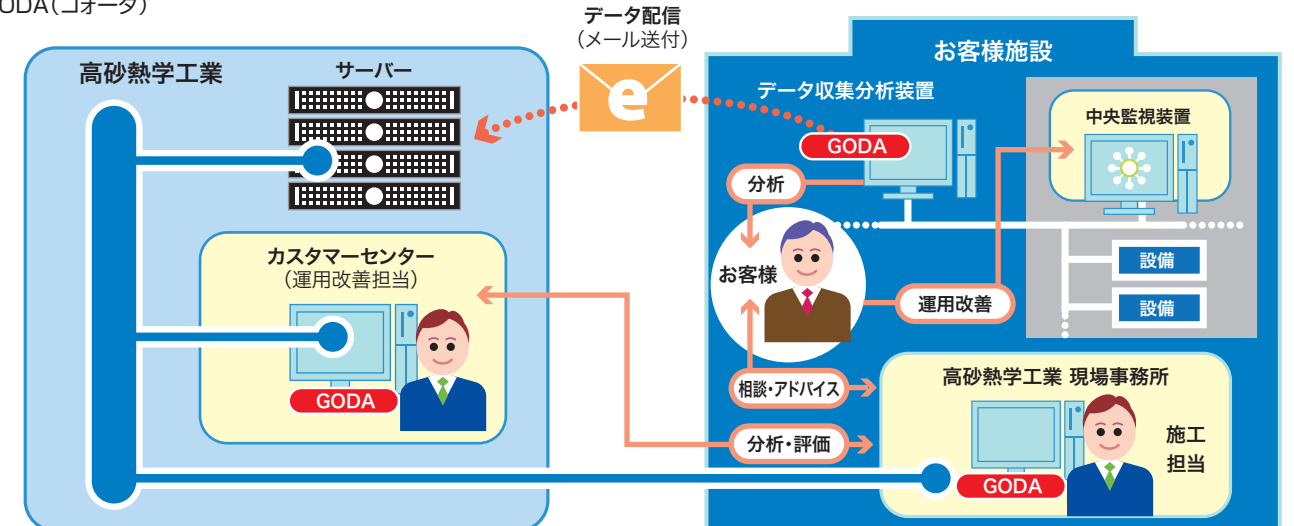 GODA（ゴォーダ）
データ配信
（メール送付）
e
高砂熱学工業
サーバー
カスタマーセンター
（運用改善担当）
GODA
お客様施設
データ収集分析装置
GODA
中央監視装置
分析
お客様
運用改善
設備
設備
相談・アドバイス
分析・評価
高砂熱学工業 現場事務所
施工
担当
GODA